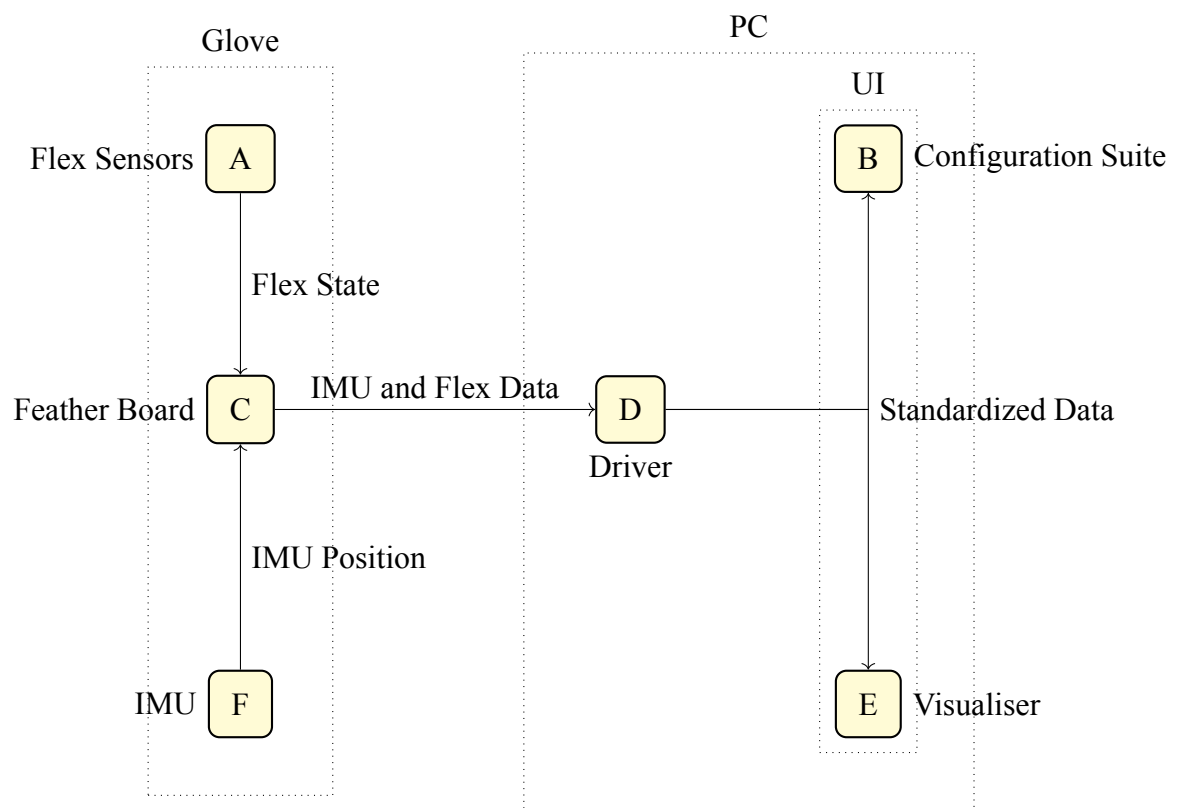 PC
Glove
UI
Flex Sensors
A
B
Configuration Suite
Flex State
IMU and Flex Data
Feather Board
C
D
Standardized Data
Driver
IMU Position
IMU
F
E
Visualiser